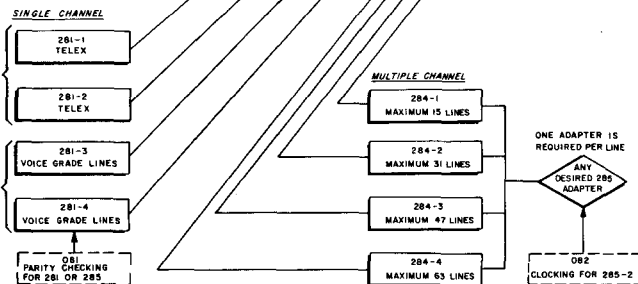 SINGLE CHANNEL
281-1
TELEX
281-2
TELEX
281-3
VOICE GRADE LINES
281-4
VOICE GRADE LINES
081
PARITY CHECKING
FOR 281 OR 285
MULTIPLE CHANNEL
284-1
MAXIMUM 15 LINES
284-2
MAXIMUM 31 LINES
284-3
MAXIMUM 47 LINES
284-4
MAXIMUM 63 LINES
ONE ADAPTER IS
REQUIRED PER LINE
ANY
DESIRED 285
ADAPTER
082
CLOCKING FOR 285-2